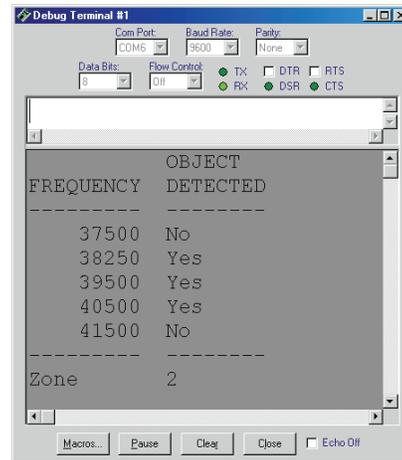 Debug Terminal #1
Com Port: Baud Rate: Parity:
COM6 9600 None
Data Bits: Flow Control: TX DTR RTS
8 Off RX DSR CTS
OBJECT
FREQUENCY DETECTED
--------- --------
37500 No
38250 Yes
39500 Yes
40500 Yes
41500 No
--------- --------
Zone 2
Macros... Pause Clear Close Echo Off